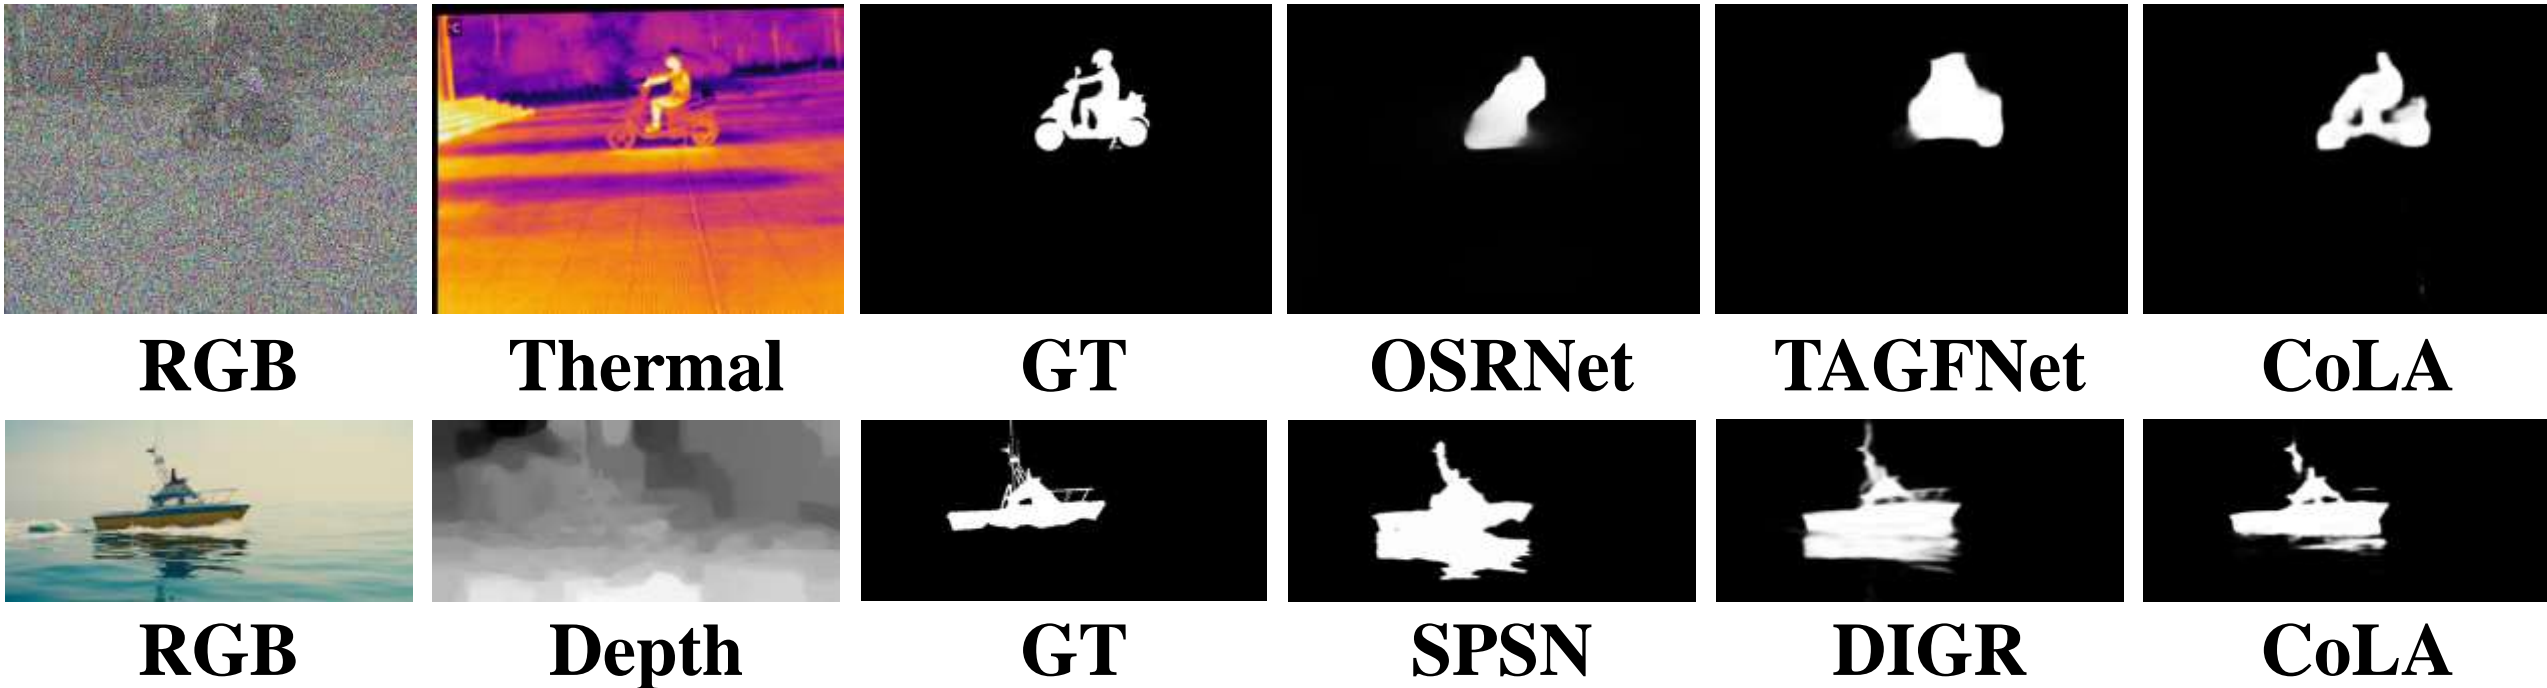 RGB Thermal GT OSRNet TAGFNet CoLA
RGB Depth GT SPSN DIGR CoLA